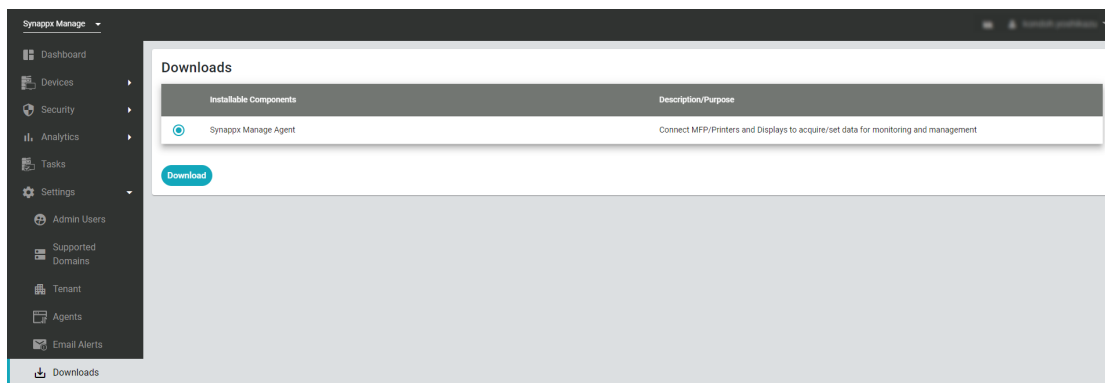 Synappx Manage
Dashboard
Devices
Security
Analytics
Tasks
Settings
Admin Users
Supported
Domains
Tenant
Agents
Email Alerts
Downloads
Downloads
Installable Components Description/Purpose
Synappx Manage Agent Connect MFP/Printers and Displays to acquire/set data for monitoring and management
Download